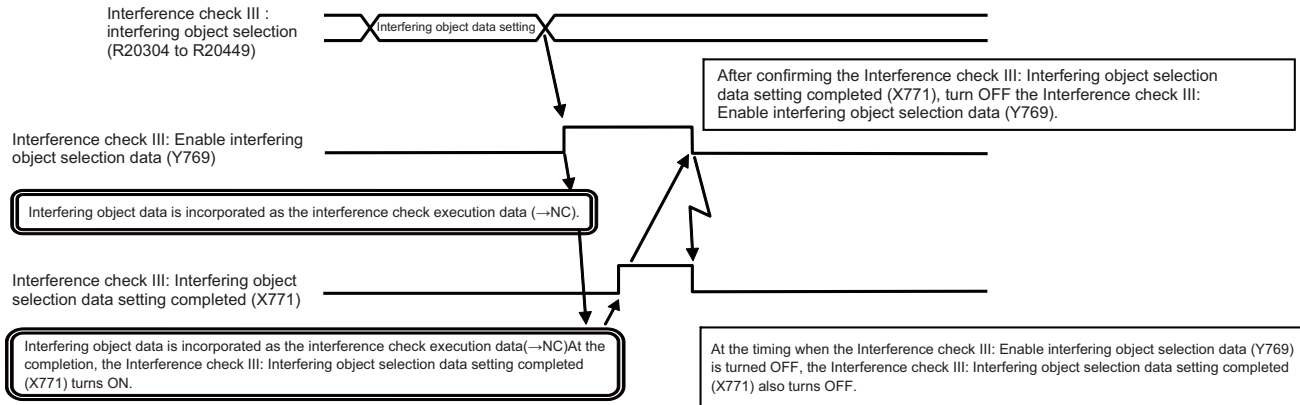 Interference check III :
interfering object selection
(R20304 to R20449)
Interfering object data setting
After confirming the Interference check III: Interfering object selection
data setting completed (X771), turn OFF the Interference check III:
Enable interfering object selection data (Y769).
Interference check III: Enable interfering
object selection data (Y769)
Interfering object data is incorporated as the interference check execution data (→NC).
Interference check III: Interfering object
selection data setting completed (X771)
Interfering object data is incorporated as the interference check execution data(→NC)At the
completion, the Interference check III: Interfering object selection data setting completed
(X771) turns ON.
At the timing when the Interference check III: Enable interfering object selection data (Y769)
is turned OFF, the Interference check III: Interfering object selection data setting completed
(X771) also turns OFF.